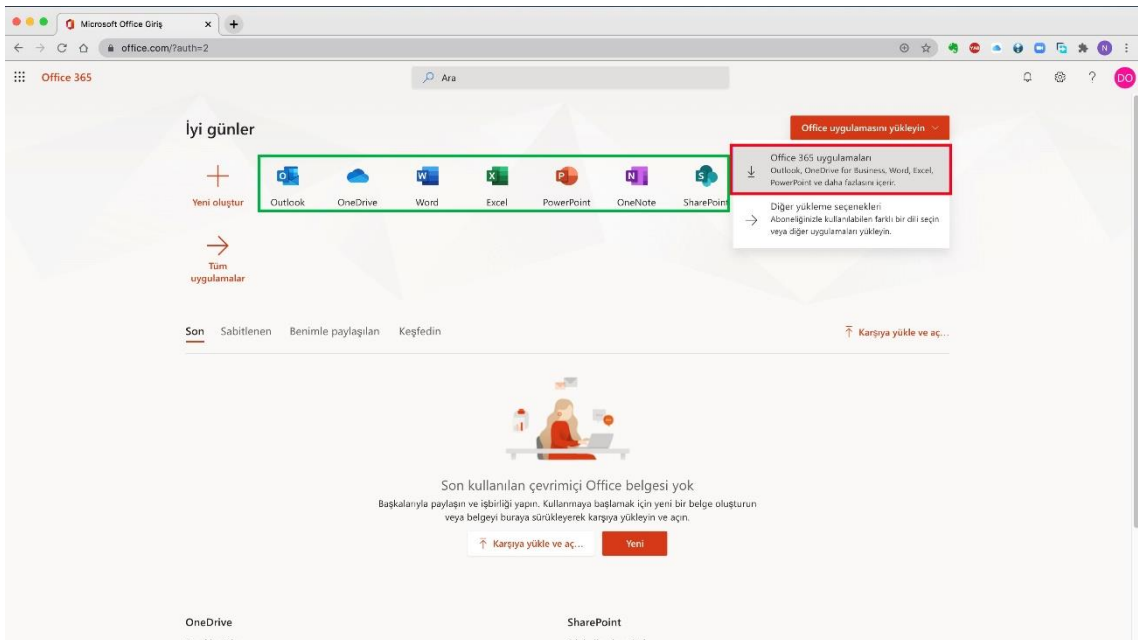 Microsoft Office Giriş
office.com/?auth=2
Office 365
Ara
DO
İyi günler
Office uygulamasını yükleyin
Office 365 uygulamaları
Outlook, OneDrive for Business, Word, Excel,
PowerPoint ve daha fazlasını içerir.
Diğer yükleme seçenekleri
Aboneliğinizle kullanılabilen farklı bir dili seçin
veya diğer uygulamaları yükleyin.
Yeni oluştur
Outlook
OneDrive
Word
Excel
PowerPoint
OneNote
SharePoint
Tüm
uygulamalar
Son
Sabitlenen
Benimle paylaşılan
Keşfedin
Karşıya yükle ve aç...
Son kullanılan çevrimiçi Office belgesi yok
Başkalarıyla paylaşın ve işbirliği yapın. Kullanmaya başlamak için yeni bir belge oluşturun
veya belgeyi buraya sürükleyerek karşıya yükleyin ve açın.
Karşıya yükle ve aç...
Yeni
OneDrive
SharePoint